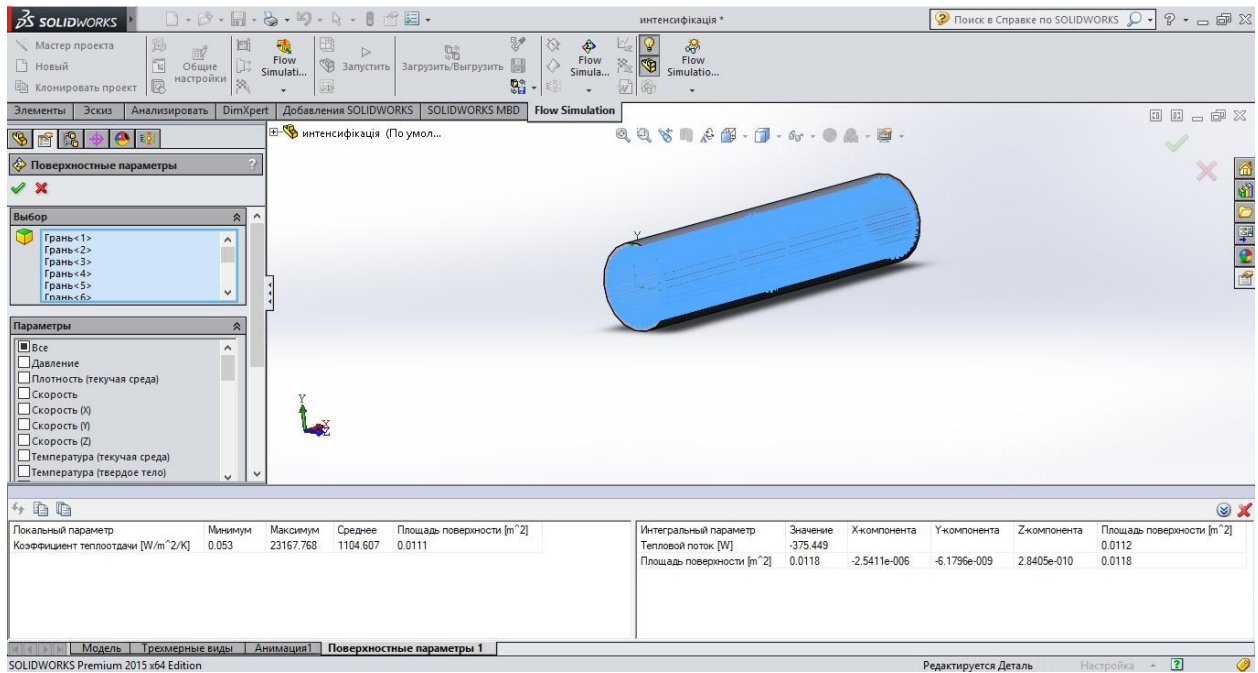 SOLIDWORKS
интенсифікація *
Поиск в Справке по SOLIDWORKS
Мастер проекта
Новый
Клонировать проект
Общие настройки
Flow Simulati...
Запустить
Загрузить/Выгрузить
Flow Simula...
Flow Simulatio...
Элементы Эскиз Анализировать DimXpert Добавления SOLIDWORKS SOLIDWORKS MBD Flow Simulation
интенсифікація (По умол...
Поверхностные параметры ?
Выбор
Грань<1>
Грань<2>
Грань<3>
Грань<4>
Грань<5>
Грань<6>
Параметры
Все
Давление
Плотность (текучая среда)
Скорость
Скорость (X)
Скорость (Y)
Скорость (Z)
Температура (текучая среда)
Температура (твердое тело)
Y
Y
X
Z
Локальный параметр Минимум Максимум Среднее Площадь поверхности [m^2]
Коэффициент теплоотдачи [W/m^2/K] 0.053 23167.768 1104.607 0.0111
Интегральный параметр Значение X-компонента Y-компонента Z-компонента Площадь поверхности [m^2]
Тепловой поток [W] -375.449 0.0112
Площадь поверхности [m^2] 0.0118 -2.5411e-006 -6.1796e-009 2.8405e-010 0.0118
Модель Трехмерные виды Анимация1 Поверхностные параметры 1
SOLIDWORKS Premium 2015 x64 Edition
Редактируется Деталь Настройка ?